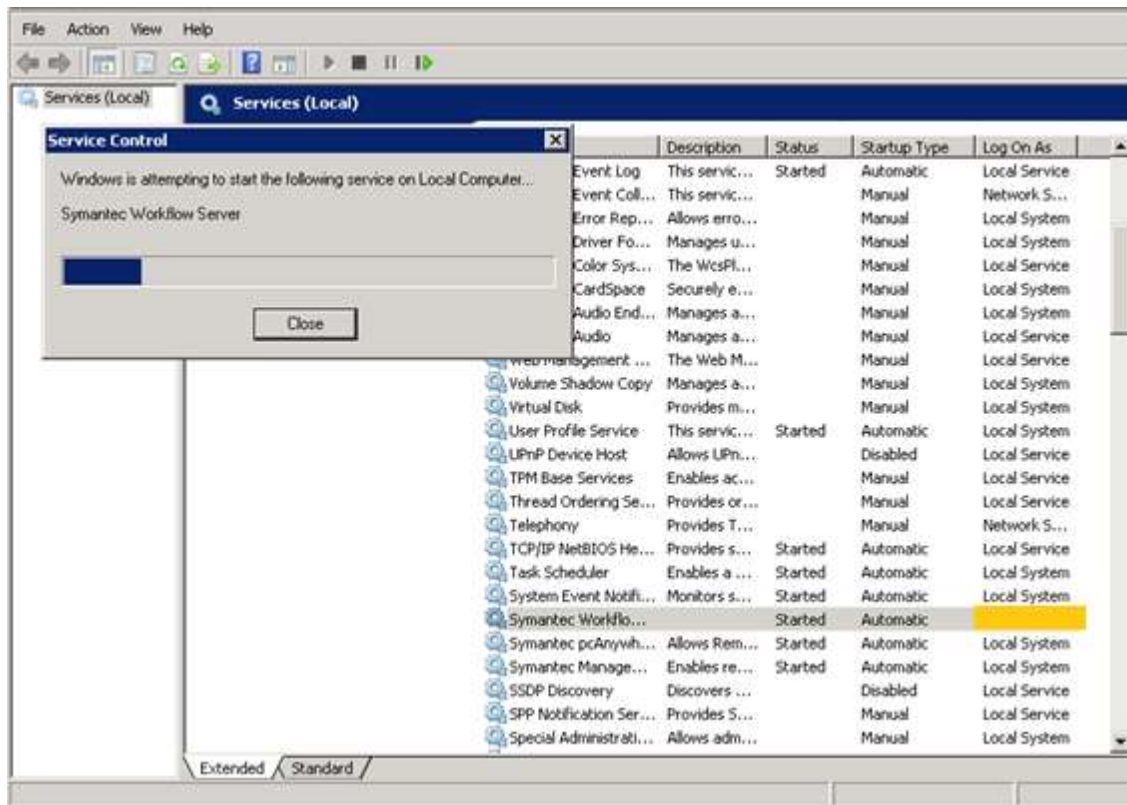 File Action View Help
Services (Local)
Services (Local)
Service Control
Windows is attempting to start the following service on Local Computer...
Symantec Workflow Server
Close
Description Status Startup Type Log On As
Event Log This servic... Started Automatic Local Service
Event Coll... This servic... Manual Network S...
Error Rep... Allows erro... Manual Local System
Driver Fo... Manages u... Manual Local System
Color Sys... The WcsPl... Manual Local Service
CardSpace Securely e... Manual Local System
Audio End... Manages a... Manual Local System
Audio Manages a... Manual Local Service
Web Management ... The Web M... Manual Local Service
Volume Shadow Copy Manages a... Manual Local System
Virtual Disk Provides m... Manual Local System
User Profile Service This servic... Started Automatic Local System
UPnP Device Host Allows UPn... Disabled Local Service
TPM Base Services Enables ac... Manual Local Service
Thread Ordering Se... Provides or... Manual Local Service
Telephony Provides T... Manual Network S...
TCP/IP NetBIOS He... Provides s... Started Automatic Local Service
Task Scheduler Enables a ... Started Automatic Local System
System Event Notifi... Monitors s... Started Automatic Local System
Symantec Workflo... Started Automatic
Symantec pcAnywh... Allows Rem... Started Automatic Local System
Symantec Manage... Enables re... Started Automatic Local System
SSDP Discovery Discovers ... Disabled Local Service
SPP Notification Ser... Provides S... Manual Local Service
Special Administrati... Allows adm... Manual Local System
Extended Standard